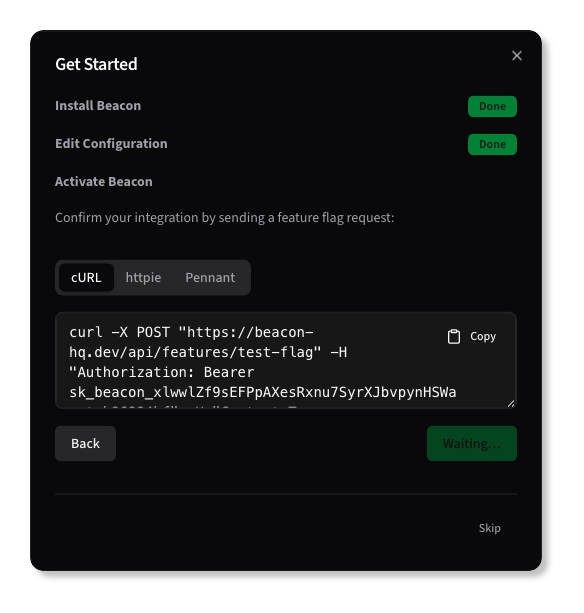 Get Started
Install Beacon
Done
Edit Configuration
Done
Activate Beacon
Confirm your integration by sending a feature flag request:
cURL httpie Pennant
curl -X POST "https://beacon-
hq.dev/api/features/test-flag" -H
"Authorization: Bearer
sk_beacon_xlwwlZf9sEFPpAXesRxnu7SyrXJbvpynHSWa
Copy
Back
Waiting...
Skip